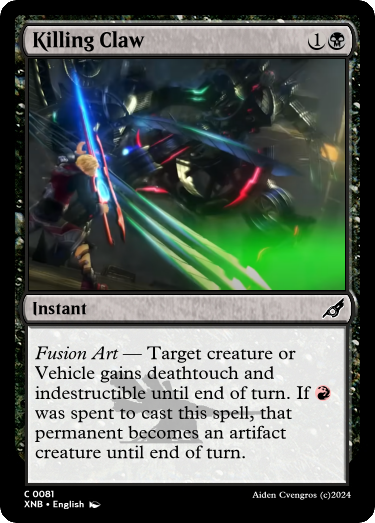 Killing Claw 1
Instant
Fusion Art — Target creature or
Vehicle gains deathtouch and
indestructible until end of turn. If
was spent to cast this spell, that
permanent becomes an artifact
creature until end of turn.
C 0081
XNB • English Aiden Cvengros (c)2024